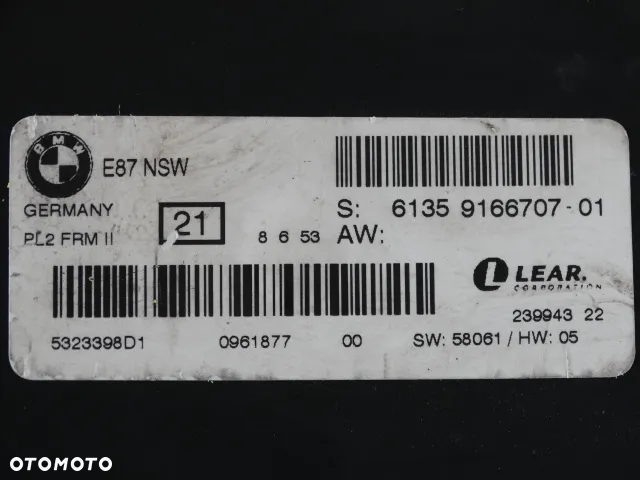 BMW
E87 NSW
S: 6135 9166707-01
GERMANY
21
PL2 FRM II
8 6 53
AW:
LEAR.
CORPORATION
239943 22
5323398D1 0961877 00 SW: 58061 / HW: 05
OTOMOTO